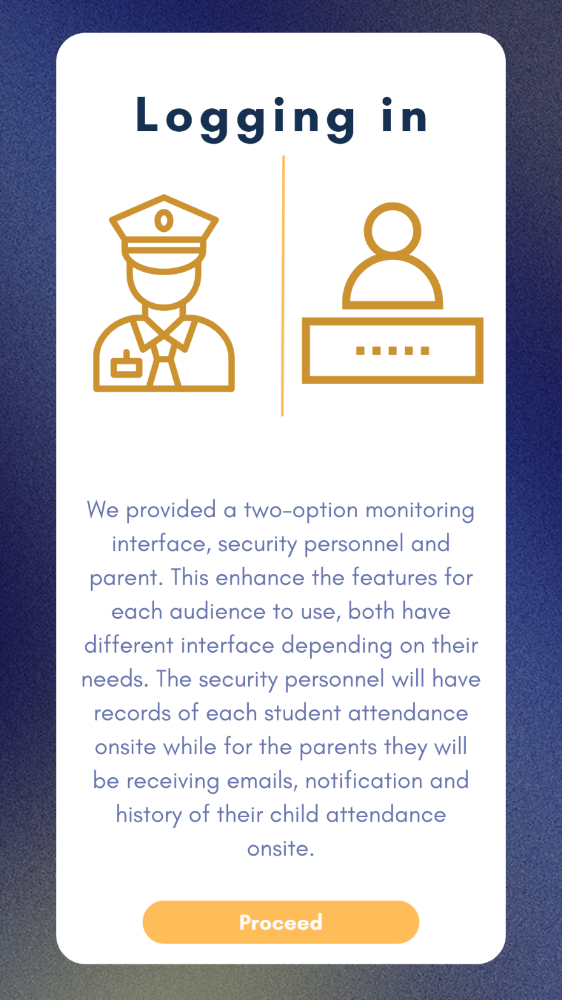 Logging in
We provided a two-option monitoring
interface, security personnel and
parent. This enhance the features for
each audience to use, both have
different interface depending on their
needs. The security personnel will have
records of each student attendance
onsite while for the parents they will
be receiving emails, notification and
history of their child attendance
onsite.
Proceed